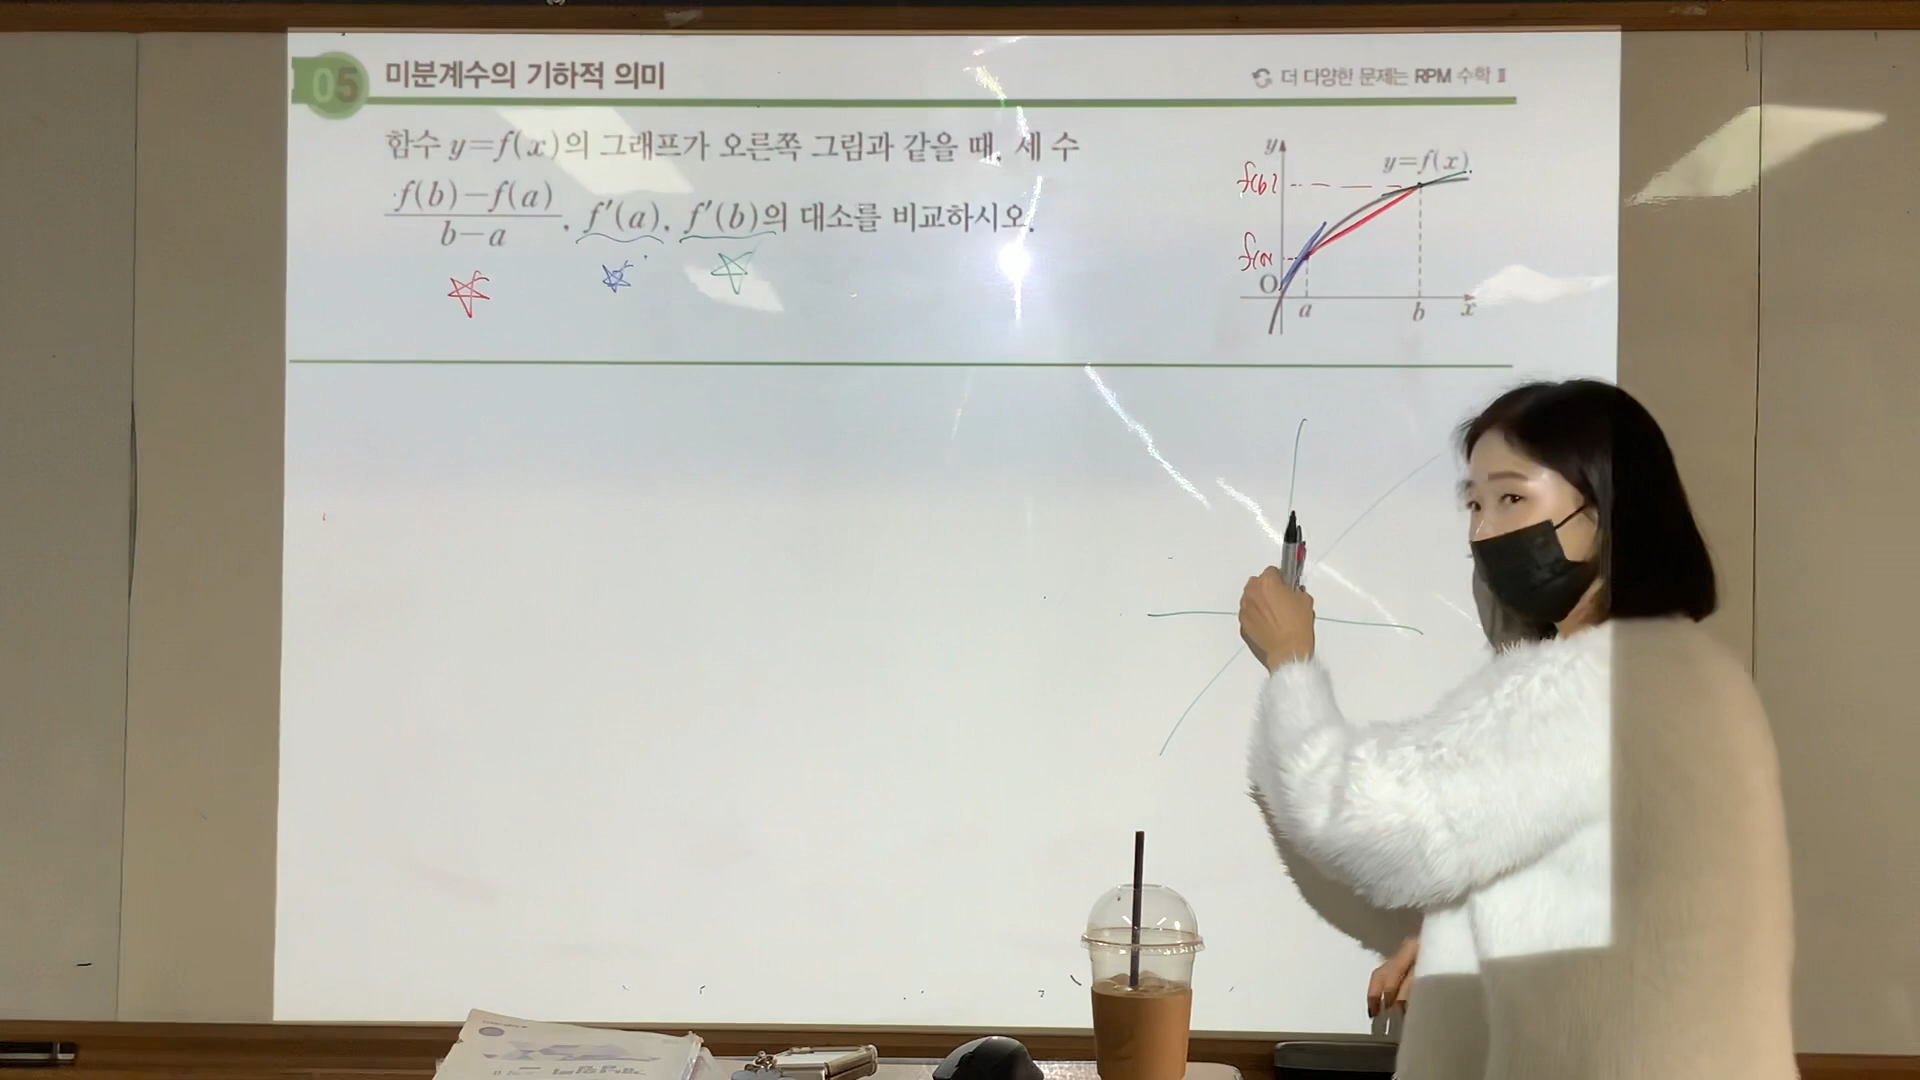 05 미분계수의 기하적 의미
더 다양한 문제는 RPM 수학 Ⅱ
함수 y=f(x)의 그래프가 오른쪽 그림과 같을 때, 세 수
f(b)-f(a)
b-a
, f′(a), f′(b)의 대소를 비교하시오.
y
y=f(x)
f(b)
O
a
b
x